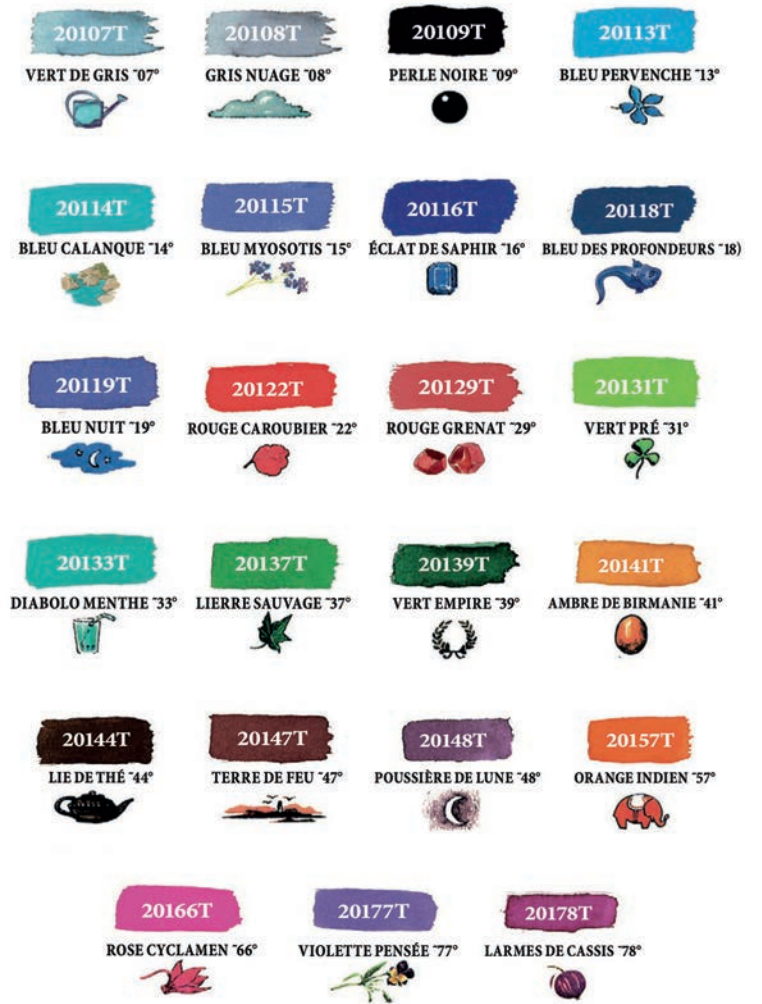 20107T 20108T 20109T 20113T
VERT DE GRIS ˜07° GRIS NUAGE ˜08° PERLE NOIRE ˜09° BLEU PERVENCHE ˜13°
20114T 20115T 20116T 20118T
BLEU CALANQUE ˜14° BLEU MYOSOTIS ˜15° ÉCLAT DE SAPHIR ˜16° BLEU DES PROFONDEURS ˜18)
20119T 20122T 20129T 20131T
BLEU NUIT ˜19° ROUGE CAROUBIER ˜22° ROUGE GRENAT ˜29° VERT PRÉ ˜31°
20133T 20137T 20139T 20141T
DIABOLO MENTHE ˜33° LIERRE SAUVAGE ˜37° VERT EMPIRE ˜39° AMBRE DE BIRMANIE ˜41°
20144T 20147T 20148T 20157T
LIE DE THÉ ˜44° TERRE DE FEU ˜47° POUSSIÈRE DE LUNE ˜48° ORANGE INDIEN ˜57°
20166T 20177T 20178T
ROSE CYCLAMEN ˜66° VIOLETTE PENSÉE ˜77° LARMES DE CASSIS ˜78°